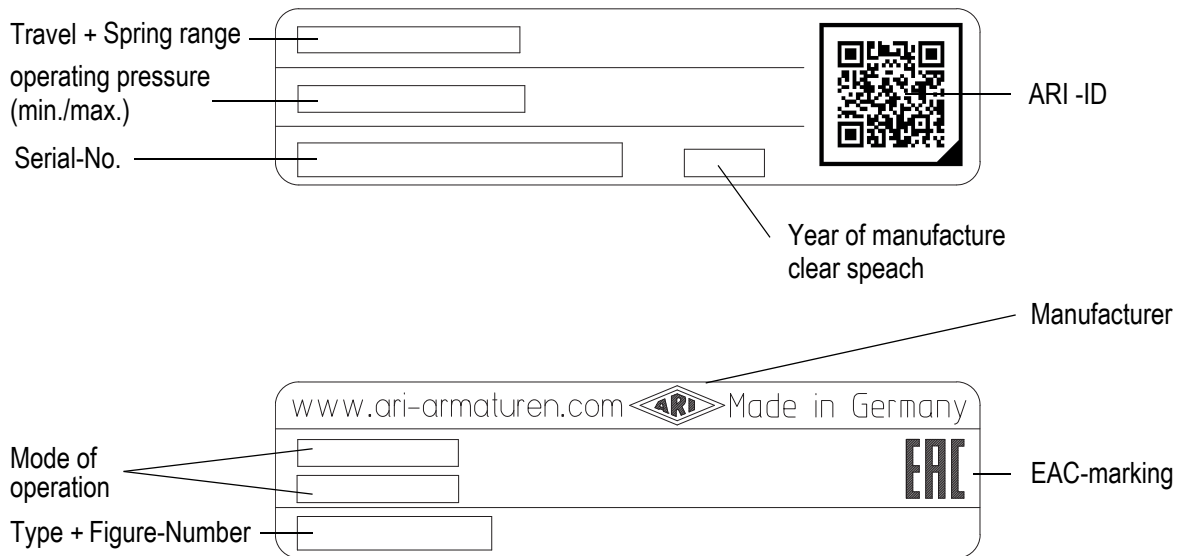 Travel + Spring range
operating pressure
(min./max.)
ARI -ID
Serial-No.
Year of manufacture
clear speach
Manufacturer
www.ari-armaturen.com ARI Made in Germany
Mode of
operation
EAC
EAC-marking
Type + Figure-Number